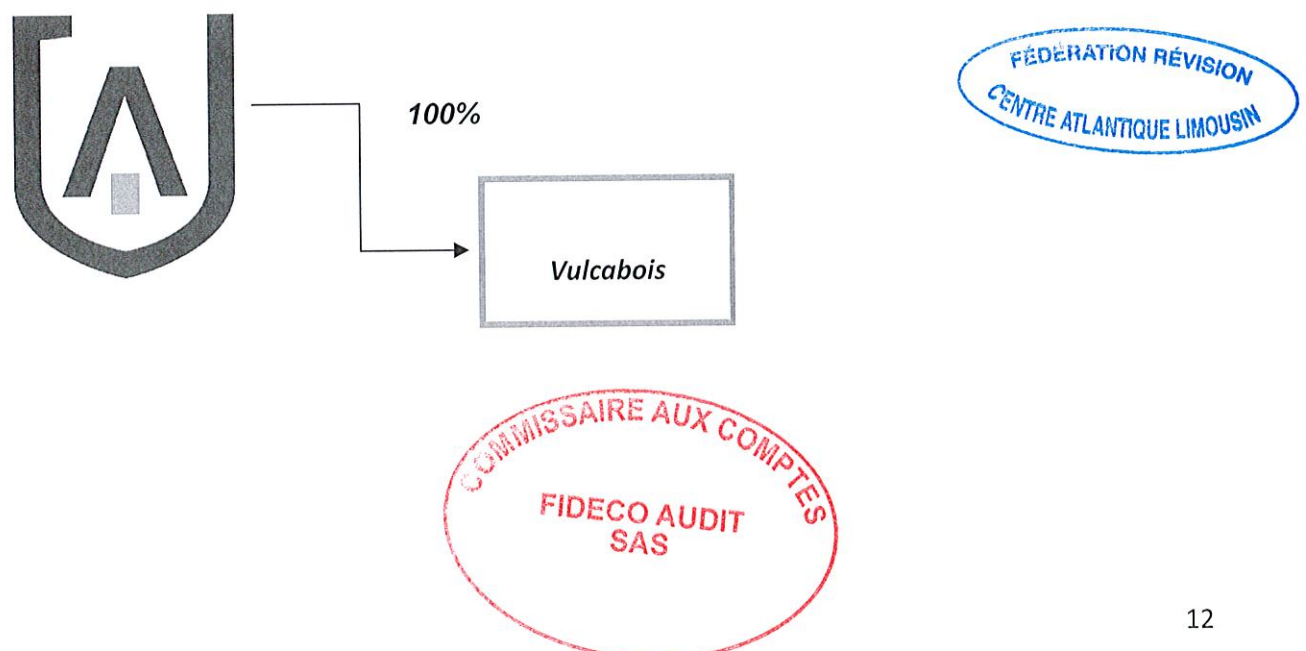 FÉDÉRATION RÉVISION
CENTRE ATLANTIQUE LIMOUSIN
100%
Vulcabois
COMMISSAIRE AUX COMPTES
FIDECO AUDIT
SAS
12